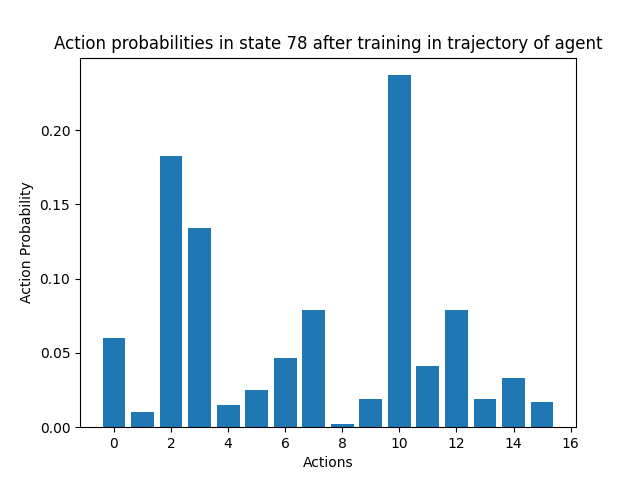 Action probabilities in state 78 after training in trajectory of agent
0.20
0.15
0.10
0.05
0.00
Action Probability
0 2 4 6 8 10 12 14 16
Actions